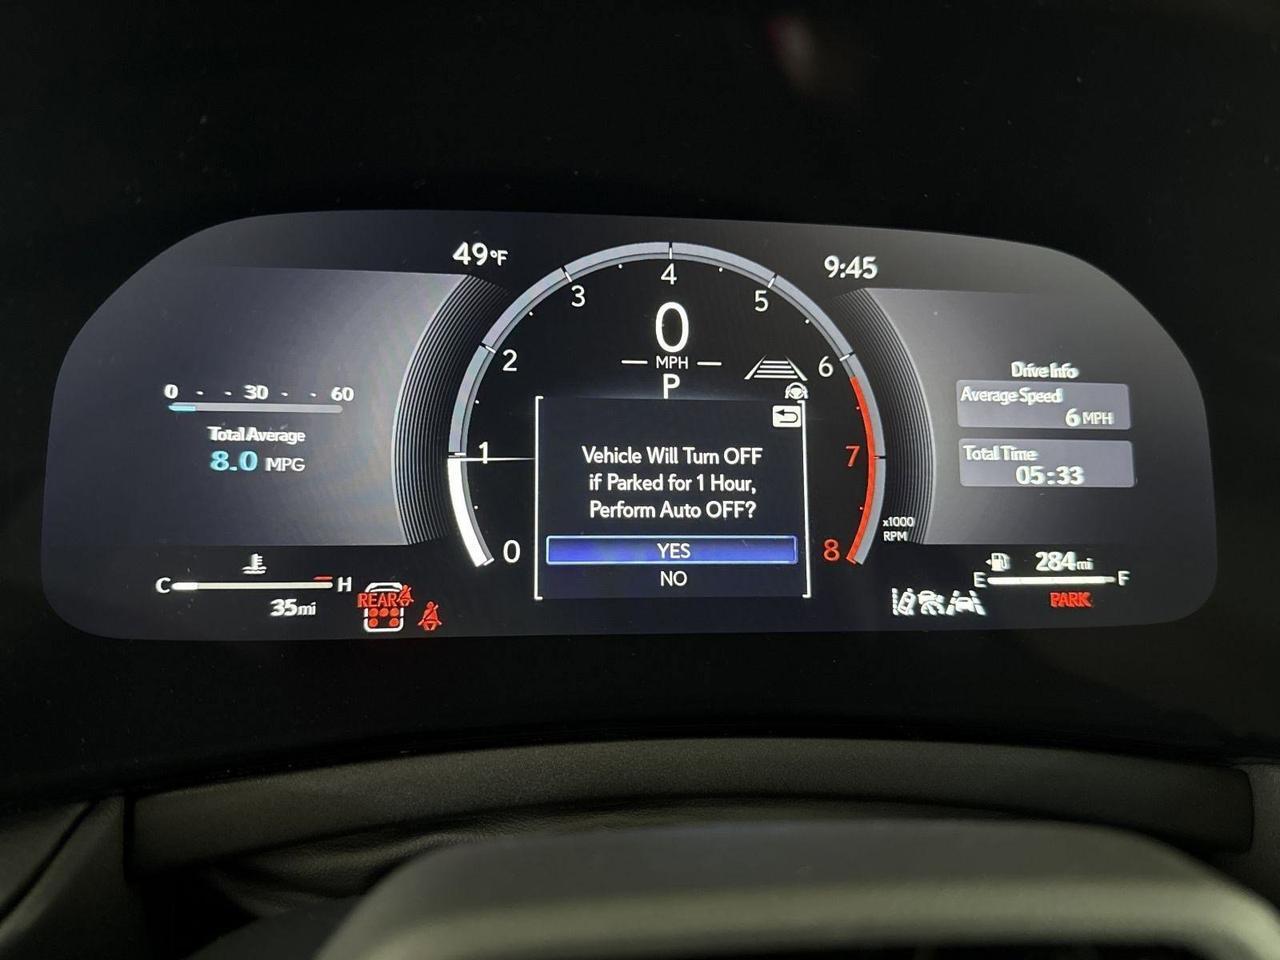 49°F
9:45
0 - - 30 - - 60
Total Average
8.0 MPG
C H
35mi
REAR
0
1
2
3
4
5
6
7
8
x1000
RPM
0
MPH
P
Vehicle Will Turn OFF
if Parked for 1 Hour,
Perform Auto OFF?
YES
NO
Drive Info
Average Speed
6 MPH
Total Time
05:33
284mi
E F
PARK